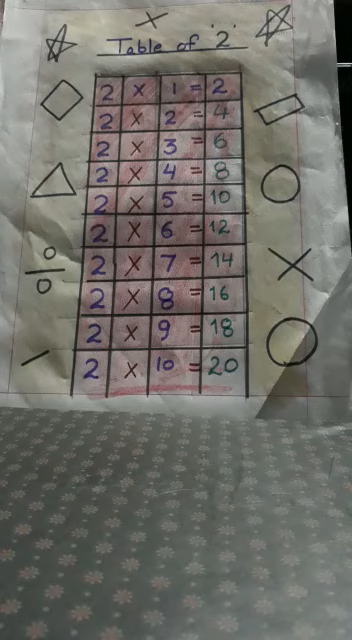 Table of "2"
2 × 1 = 2
2 × 2 = 4
2 × 3 = 6
2 × 4 = 8
2 × 5 = 10
2 × 6 = 12
2 × 7 = 14
2 × 8 = 16
2 × 9 = 18
2 × 10 = 20